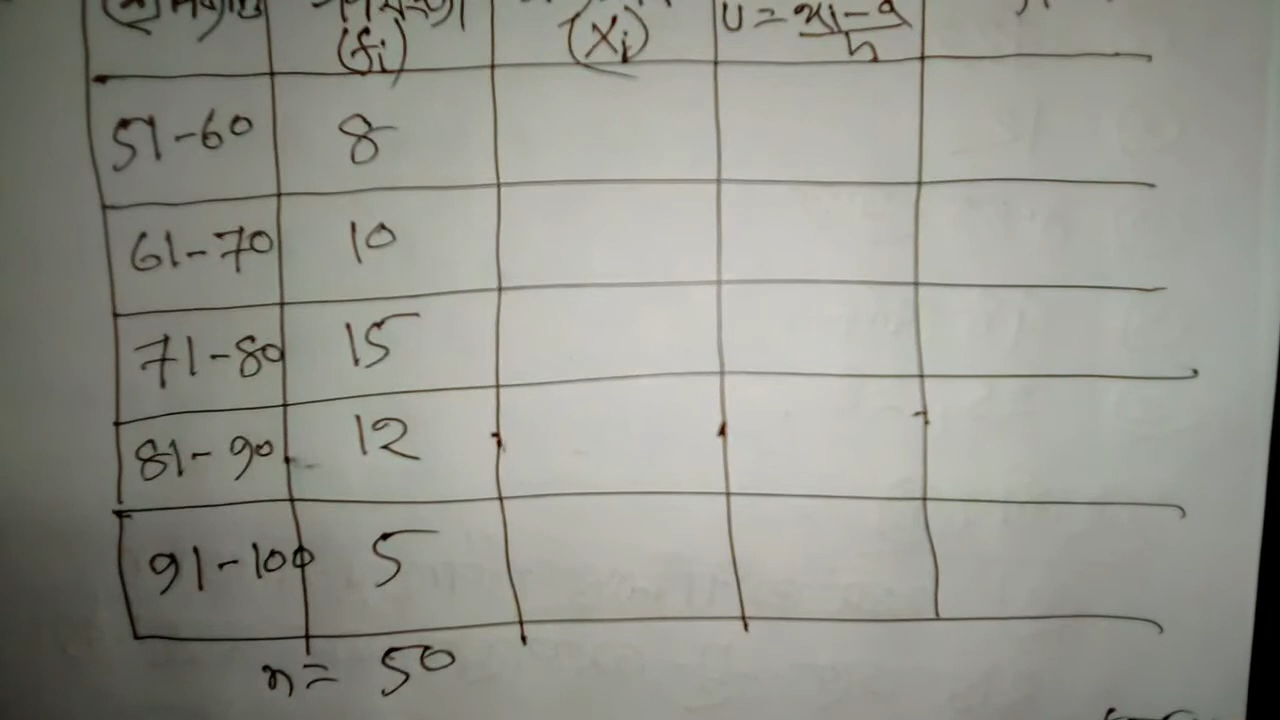 (fi) (Xi) u = xi-a/h
51-60 8
61-70 10
71-80 15
81-90 12
91-100 5
n = 50